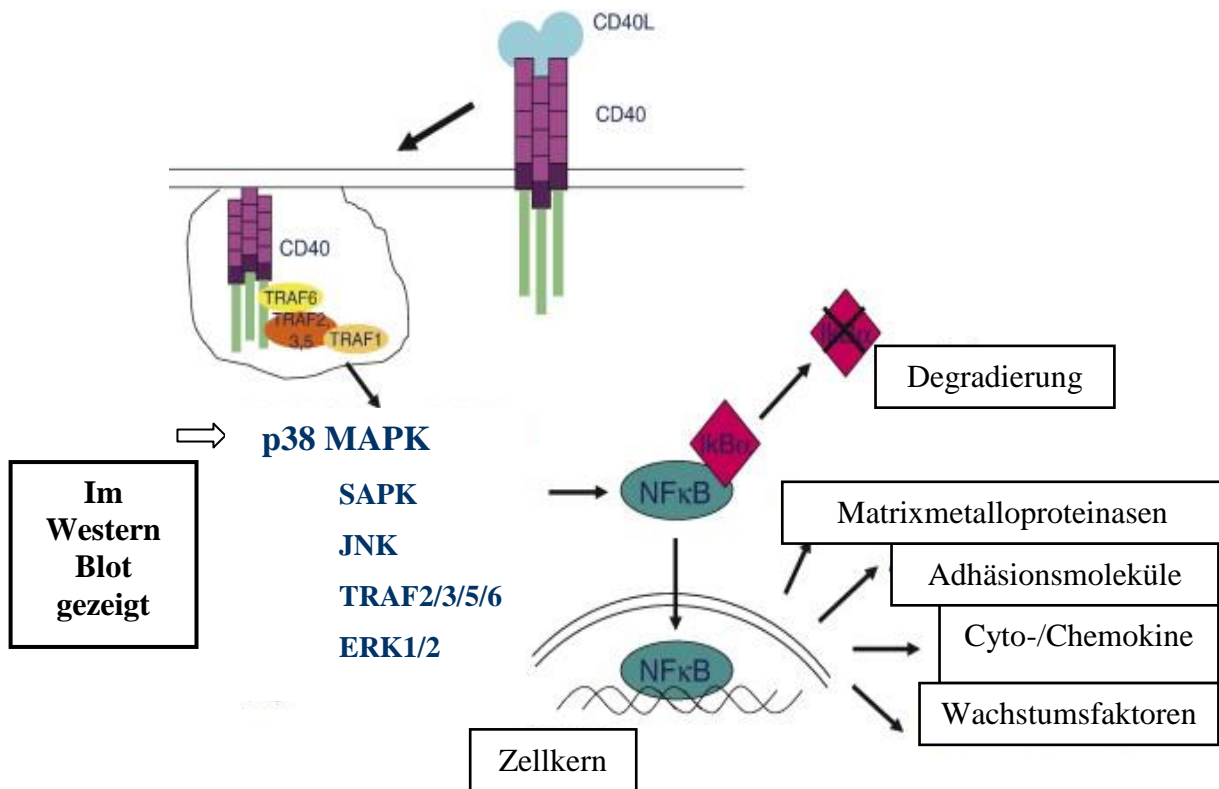 CD40L
CD40
CD40
TRAF6
TRAF2,
3,5
TRAF1
IkBα
Degradierung
p38 MAPK
IkBα
Im
Western
Blot
gezeigt
SAPK
NFκB
JNK
TRAF2/3/5/6
ERK1/2
Matrixmetalloproteinasen
Adhäsionsmoleküle
Cyto-/Chemokine
Wachstumsfaktoren
NFκB
Zellkern